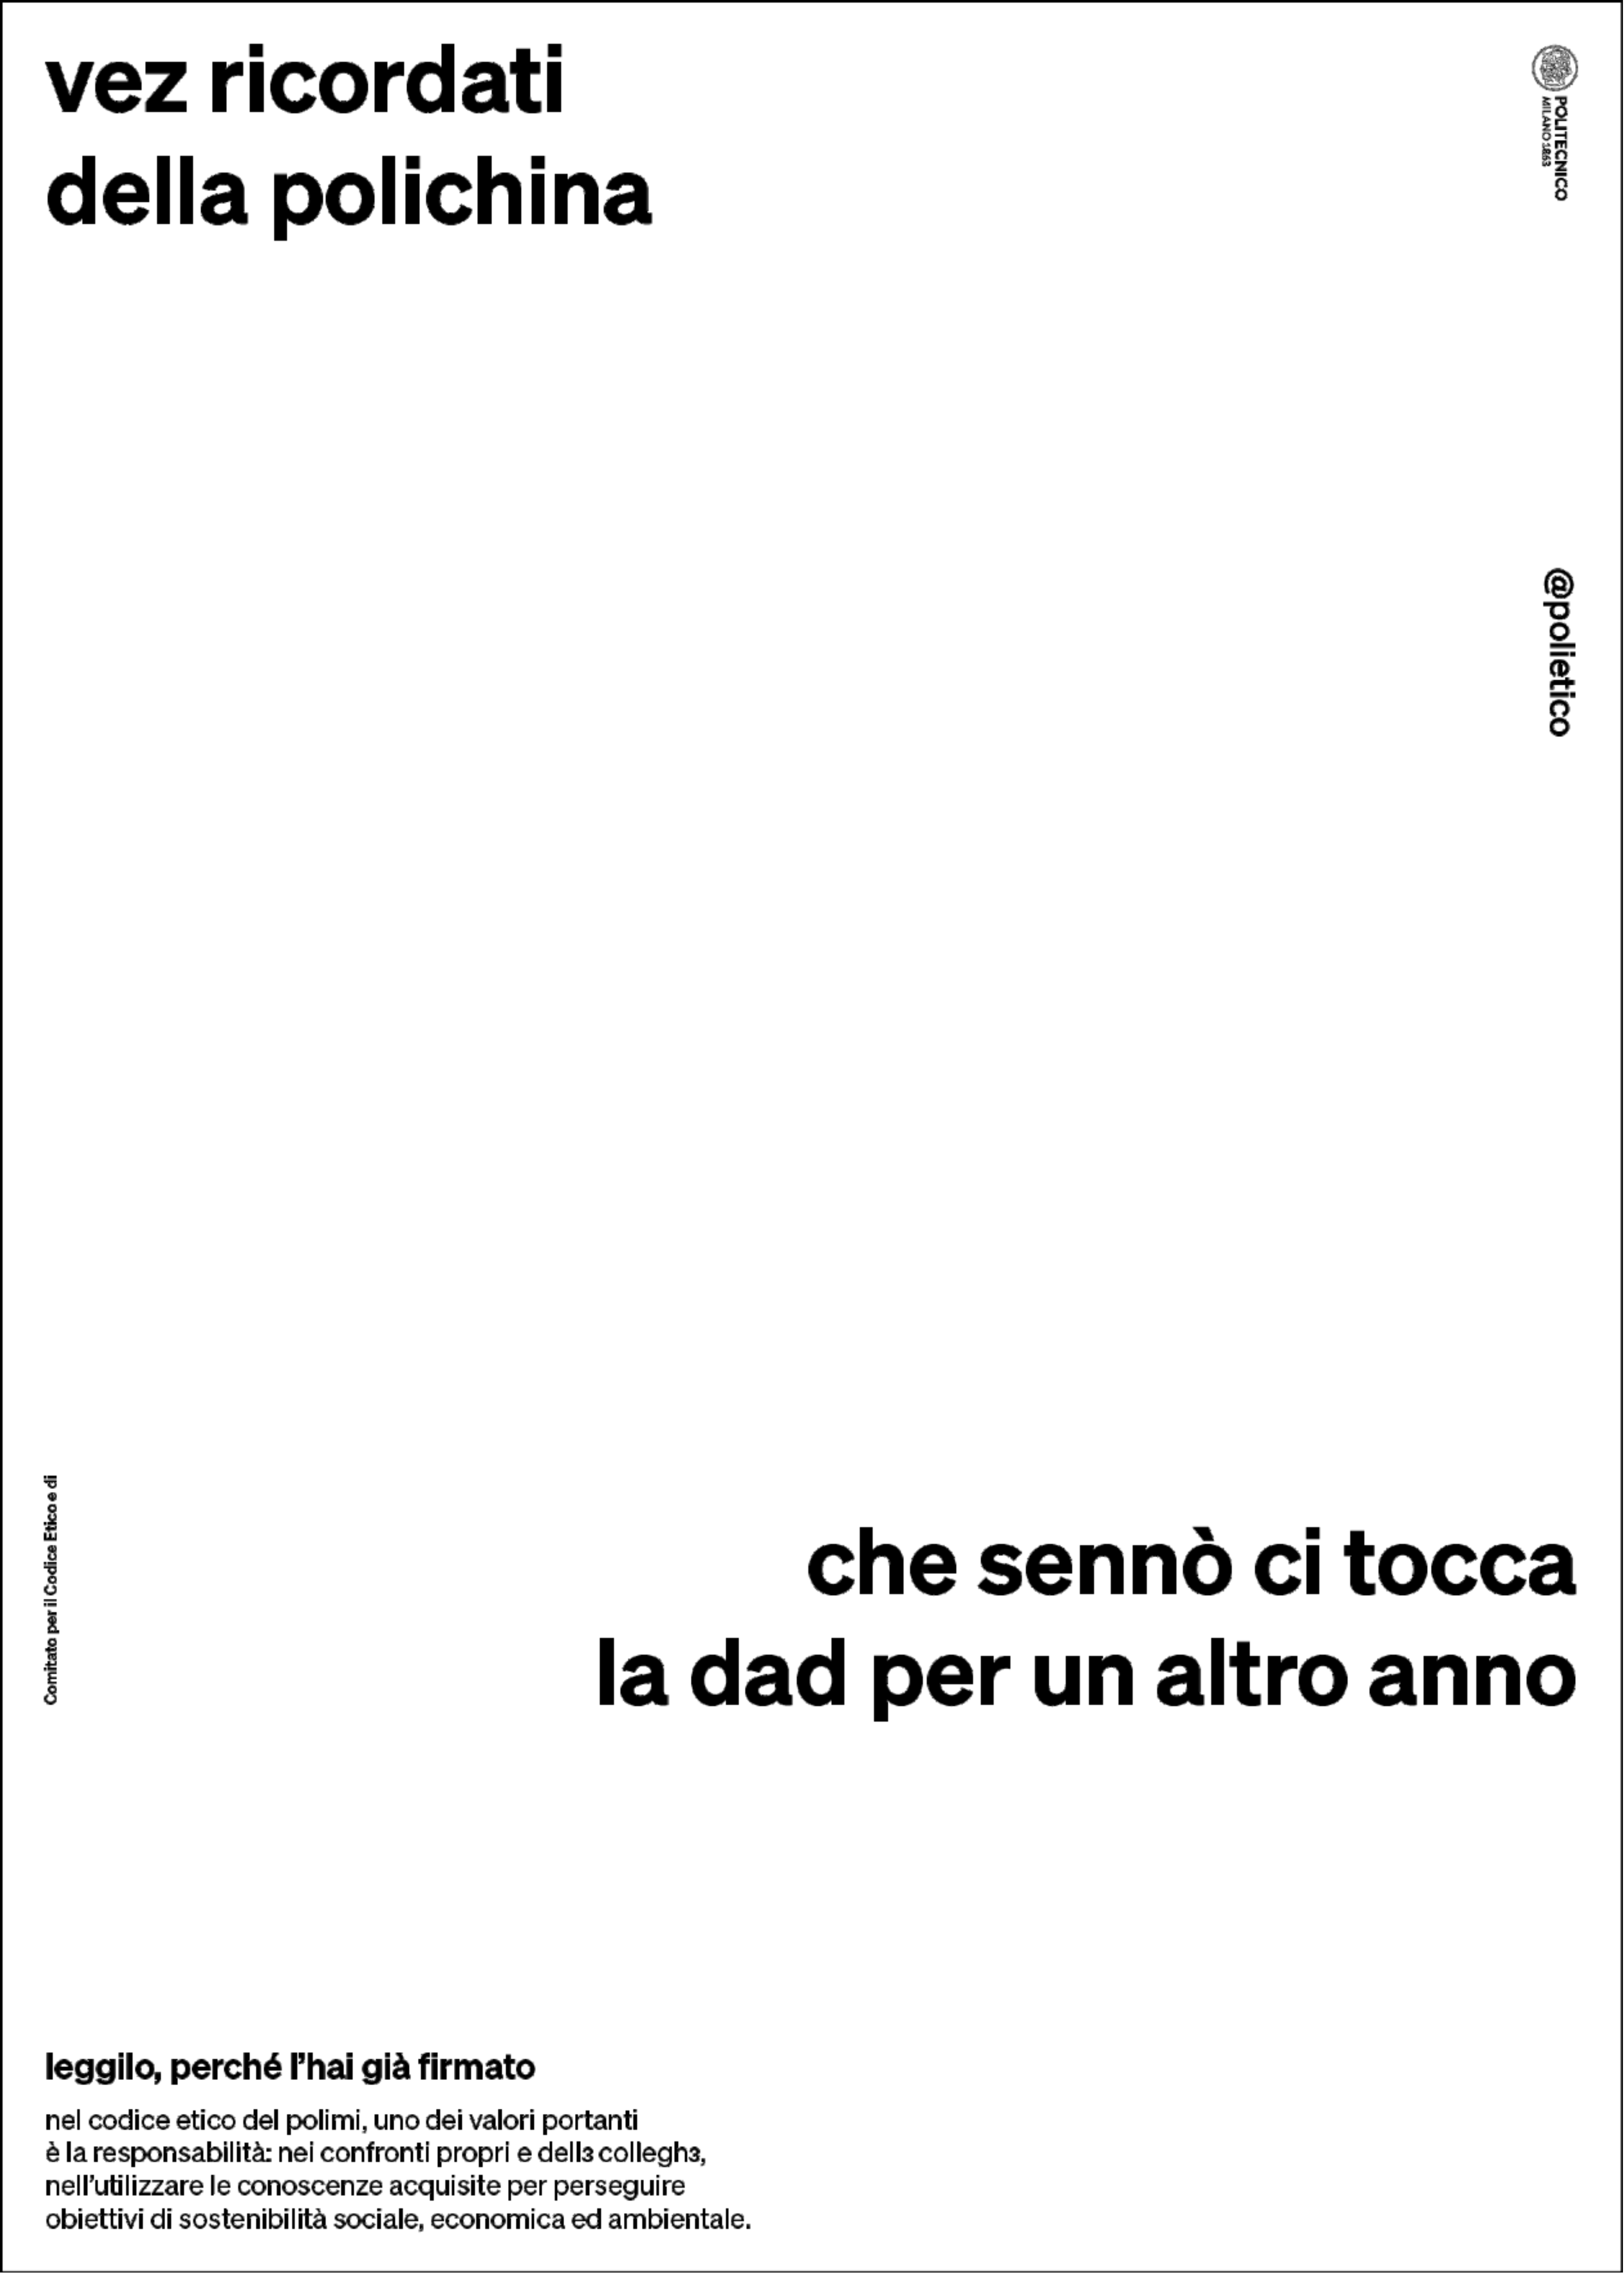 vez ricordati
della polichina
POLITECNICO
MILANO 1863
@polietico
Comitato per il Codice Etico e di
che sennò ci tocca
la dad per un altro anno
leggilo, perché l’hai già firmato
nel codice etico del polimi, uno dei valori portanti
è la responsabilità: nei confronti propri e dellɜ colleghɜ,
nell’utilizzare le conoscenze acquisite per perseguire
obiettivi di sostenibilità sociale, economica ed ambientale.